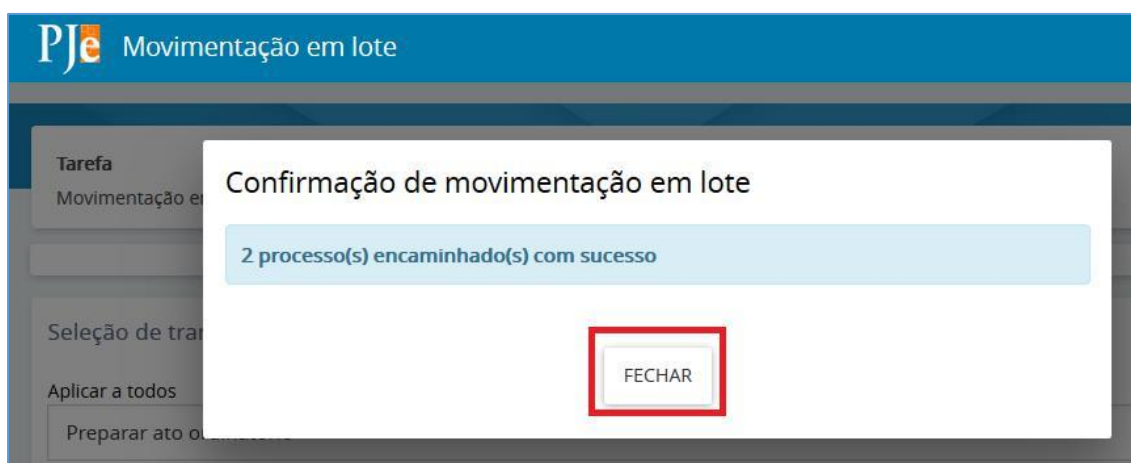 PJe Movimentação em lote
Tarefa
Movimentação
Confirmação de movimentação em lote
2 processo(s) encaminhado(s) com sucesso
Seleção de
Aplicar a todos
FECHAR
Preparar ato